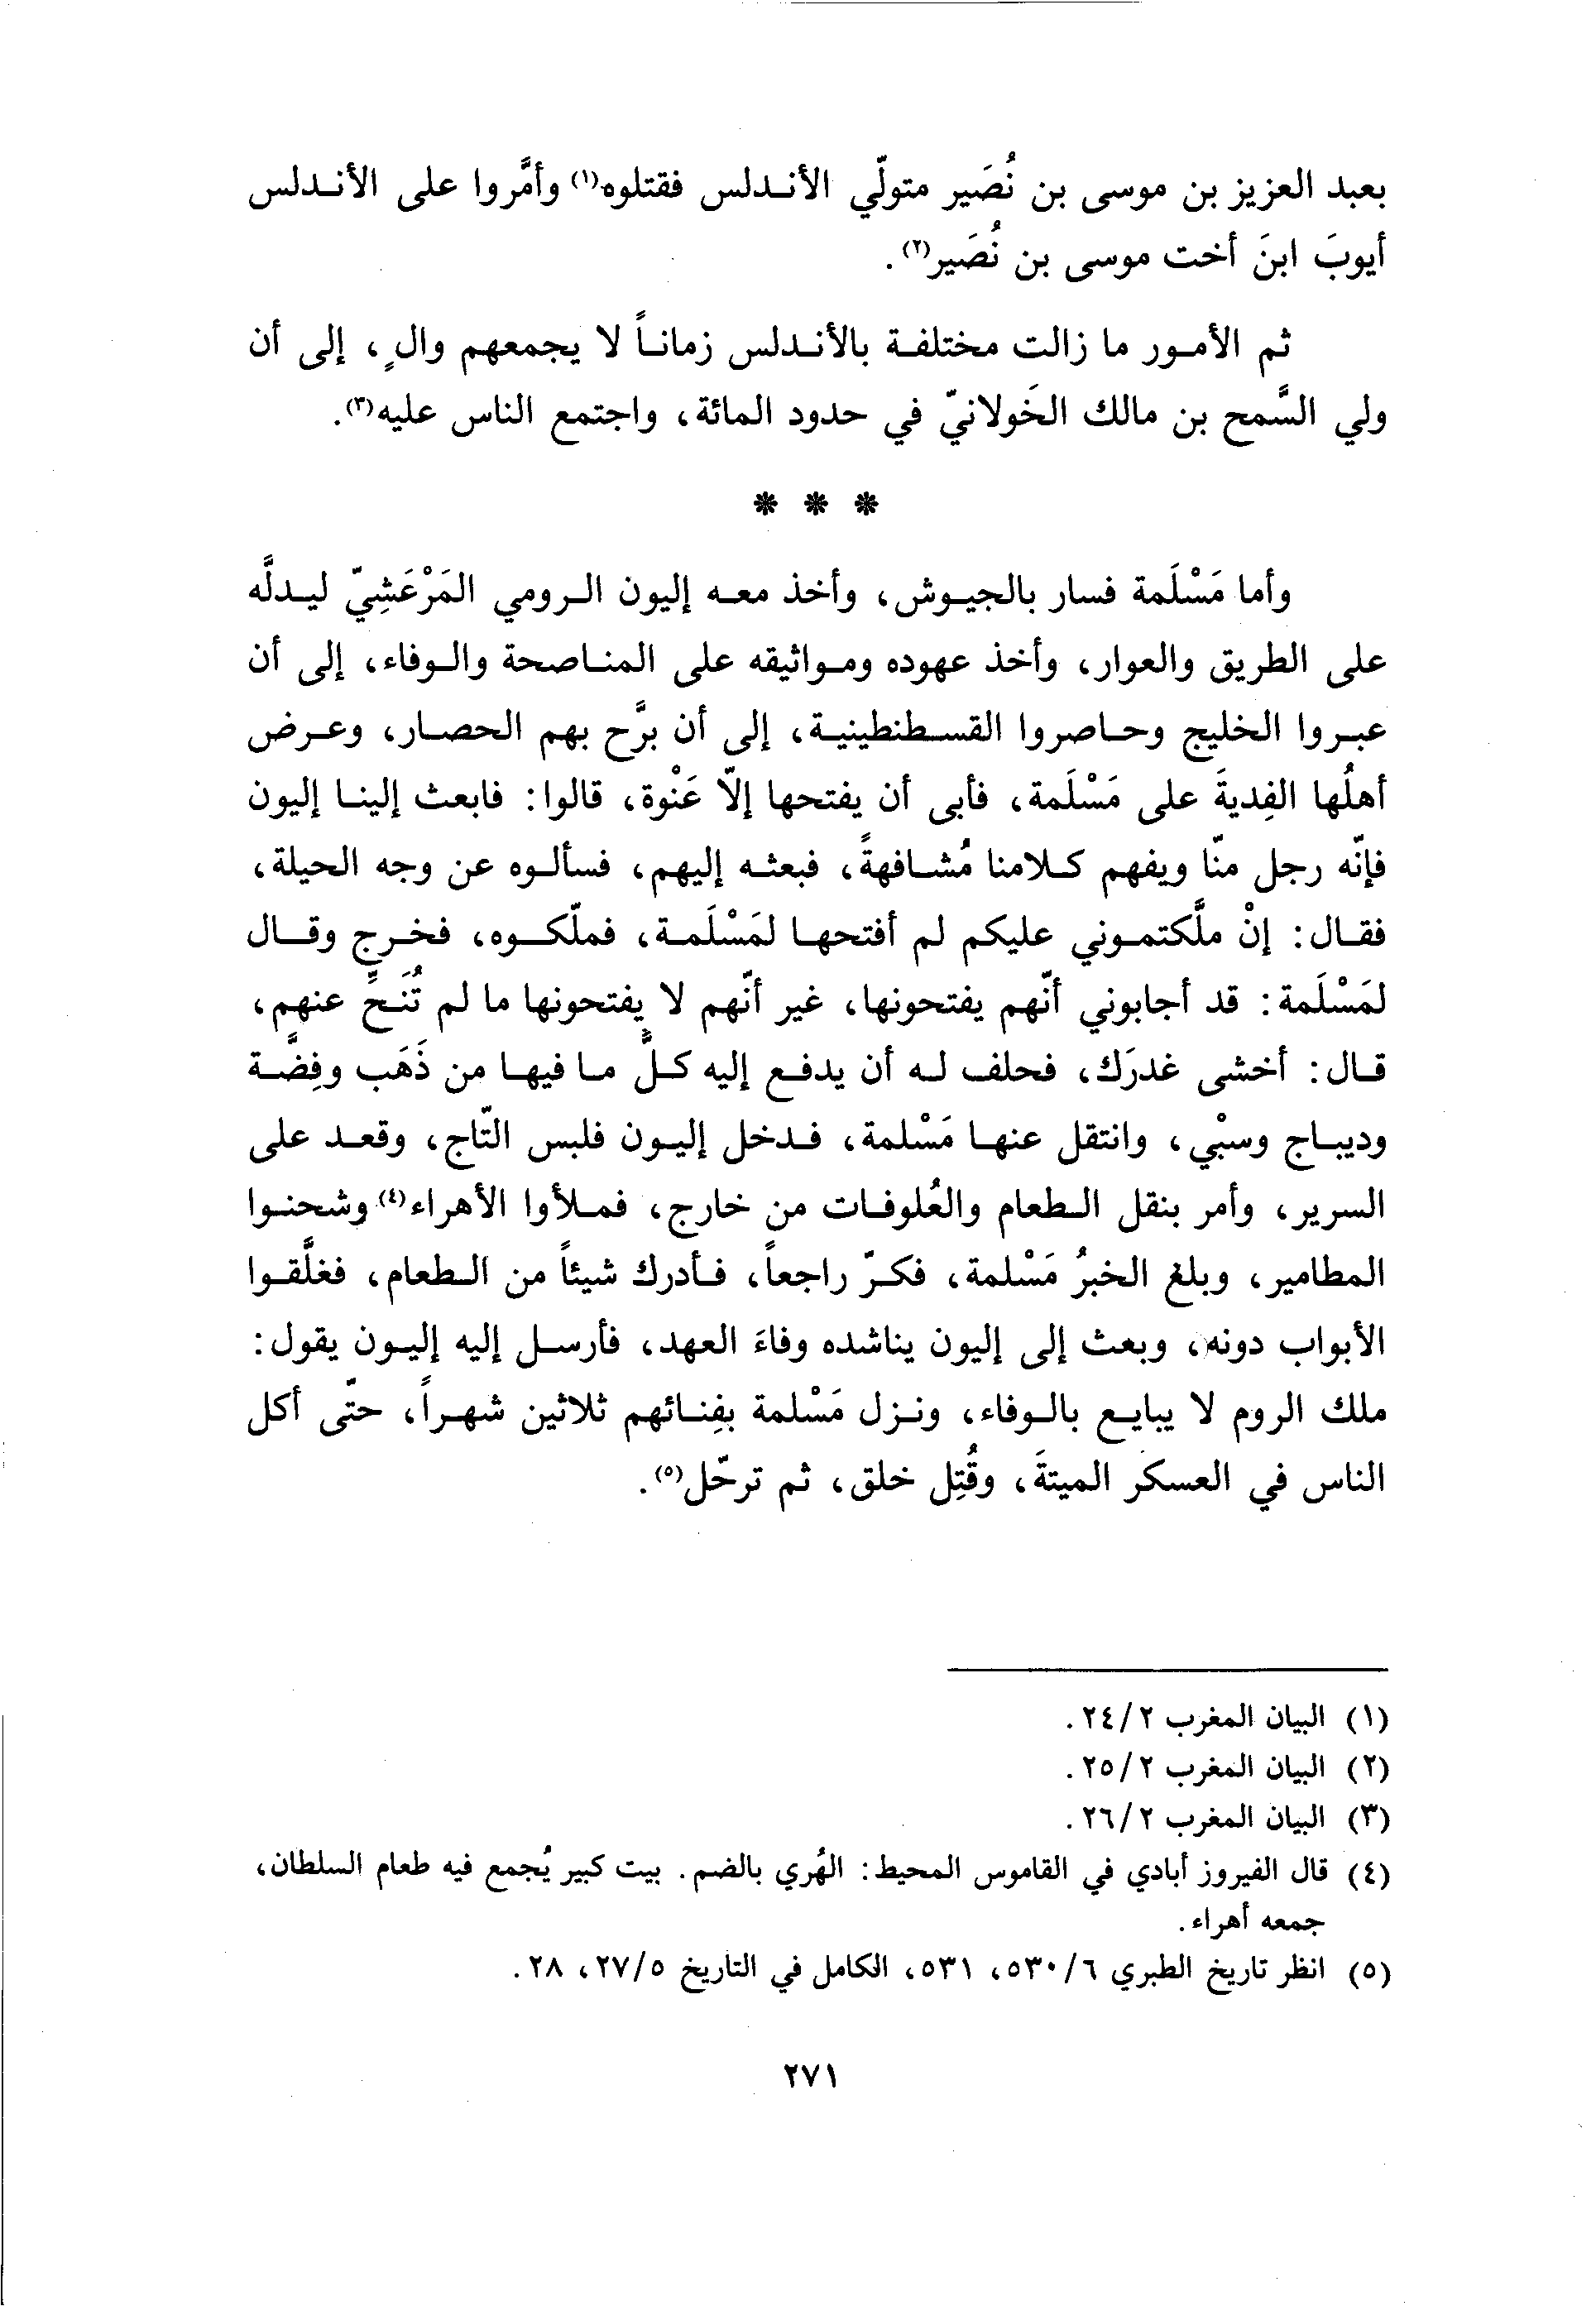 بعبد العزيز بن موسى بن نُصَير متولّي الأندلس فقتلوه(١) وأمَّروا على الأندلس
أيوبَ ابنَ أخت موسى بن نُصَير(٢).
ثم الأمور ما زالت مختلفة بالأندلس زماناً لا يجمعهم والٍ، إلى أن
ولي السَّمح بن مالك الخَولانيّ في حدود المائة، واجتمع الناس عليه(٣).
* * *
وأما مَسْلَمة فسار بالجيوش، وأخذ معه إليون الرومي المَرْعَشِيّ ليدلَّه
على الطريق والعوار، وأخذ عهوده ومواثيقه على المناصحة والوفاء، إلى أن
عبروا الخليج وحاصروا القسطنطينية، إلى أن برَّح بهم الحصار، وعرض
أهلُها الفِديةَ على مَسْلَمة، فأبى أن يفتحها إلّا عَنْوة، قالوا: فابعث إلينا إليون
فإنّه رجل منّا ويفهم كلامنا مُشافهةً، فبعثه إليهم، فسألوه عن وجه الحيلة،
فقال: إنْ ملَّكتموني عليكم لم أفتحها لمَسْلَمة، فملّكوه، فخرج وقال
لمَسْلَمة: قد أجابوني أنّهم يفتحونها، غير أنّهم لا يفتحونها ما لم تُنَحِّ عنهم،
قال: أخشى غدرَك، فحلف له أن يدفع إليه كلَّ ما فيها من ذَهَب وفِضَّة
وديباج وسبْي، وانتقل عنها مَسْلمة، فدخل إليون فلبس التّاج، وقعد على
السرير، وأمر بنقل الطعام والعُلوفات من خارج، فملأوا الأهراء(٤) وشحنوا
المطامير، وبلغ الخبرُ مَسْلمة، فكرّ راجعاً، فأدرك شيئاً من الطعام، فغلَّقوا
الأبواب دونه، وبعث إلى إليون يناشده وفاءَ العهد، فأرسل إليه إليون يقول:
ملك الروم لا يبايع بالوفاء، ونزل مَسْلمة بفِنائهم ثلاثين شهراً، حتّى أكل
الناس في العسكر الميتةَ، وقُتِل خلق، ثم ترحّل(٥).
(١) البيان المغرب ٢/٢٤.
(٢) البيان المغرب ٢/٢٥.
(٣) البيان المغرب ٢/٢٦.
(٤) قال الفيروز أبادي في القاموس المحيط: الهُري بالضم. بيت كبير يُجمع فيه طعام السلطان،
جمعه أهراء.
(٥) انظر تاريخ الطبري ٦/٥٣٠، ٥٣١، الكامل في التاريخ ٥/٢٧، ٢٨.
٢٧١